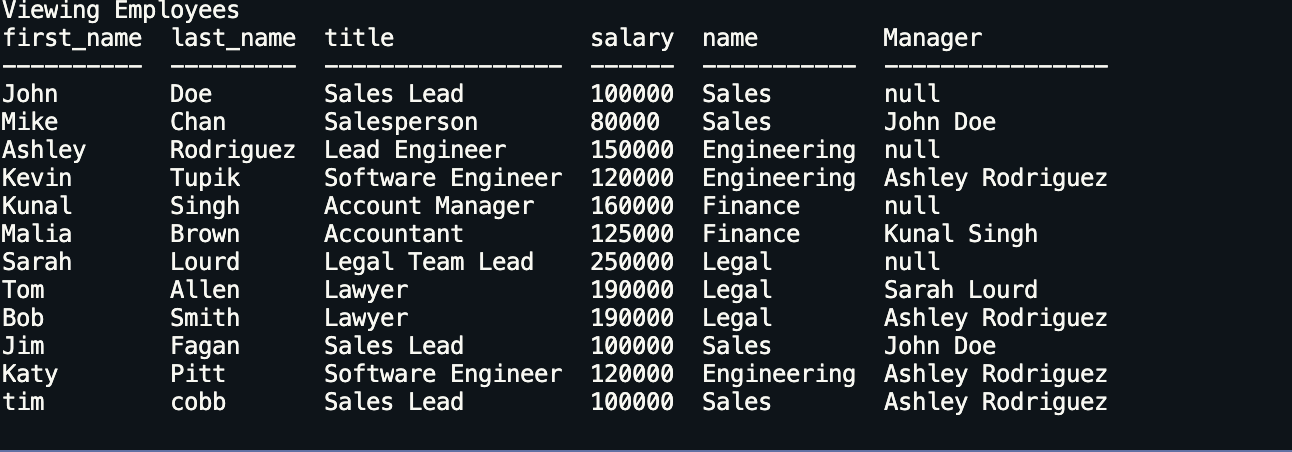 Viewing Employees
first_name  last_name  title              salary  name         Manager
----------  ---------  -----------------  ------  -----------  ----------------
John        Doe        Sales Lead         100000  Sales        null
Mike        Chan       Salesperson        80000   Sales        John Doe
Ashley      Rodriguez  Lead Engineer      150000  Engineering  null
Kevin       Tupik      Software Engineer  120000  Engineering  Ashley Rodriguez
Kunal       Singh      Account Manager    160000  Finance      null
Malia       Brown      Accountant         125000  Finance      Kunal Singh
Sarah       Lourd      Legal Team Lead    250000  Legal        null
Tom         Allen      Lawyer             190000  Legal        Sarah Lourd
Bob         Smith      Lawyer             190000  Legal        Ashley Rodriguez
Jim         Fagan      Sales Lead         100000  Sales        John Doe
Katy        Pitt       Software Engineer  120000  Engineering  Ashley Rodriguez
tim         cobb       Sales Lead         100000  Sales        Ashley Rodriguez